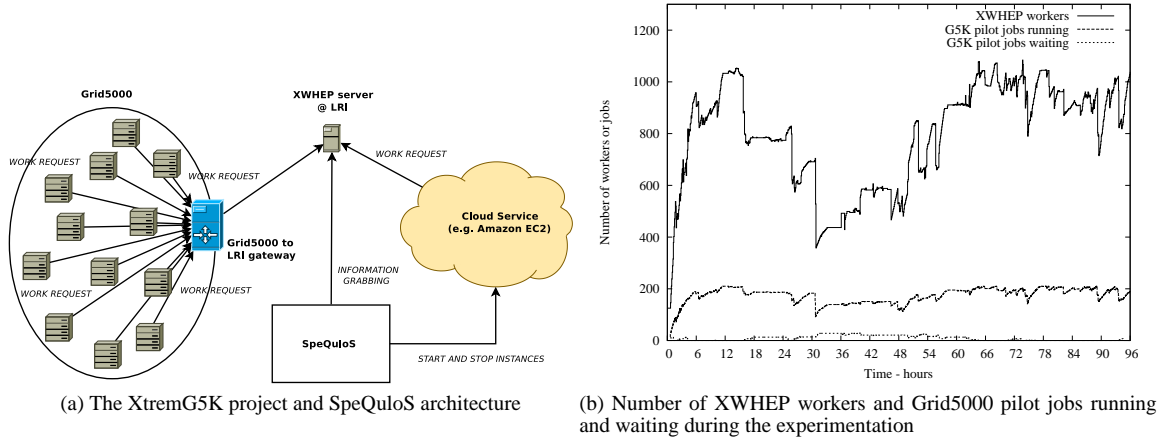 Grid5000
XWHEP server
@ LRI
WORK REQUEST
WORK REQUEST
WORK REQUEST
Cloud Service
(e.g. Amazon EC2)
Grid5000 to
LRI gateway
INFORMATION
GRABBING
WORK REQUEST
WORK REQUEST
SpeQuloS
START AND STOP INSTANCES
(a) The XtremG5K project and SpeQuloS architecture
XWHEP workers
G5K pilot jobs running
G5K pilot jobs waiting
Number of workers or jobs
1200
1000
800
600
400
200
0
0 6 12 18 24 30 36 42 48 54 60 66 72 78 84 90 96
Time - hours
(b) Number of XWHEP workers and Grid5000 pilot jobs running
and waiting during the experimentation